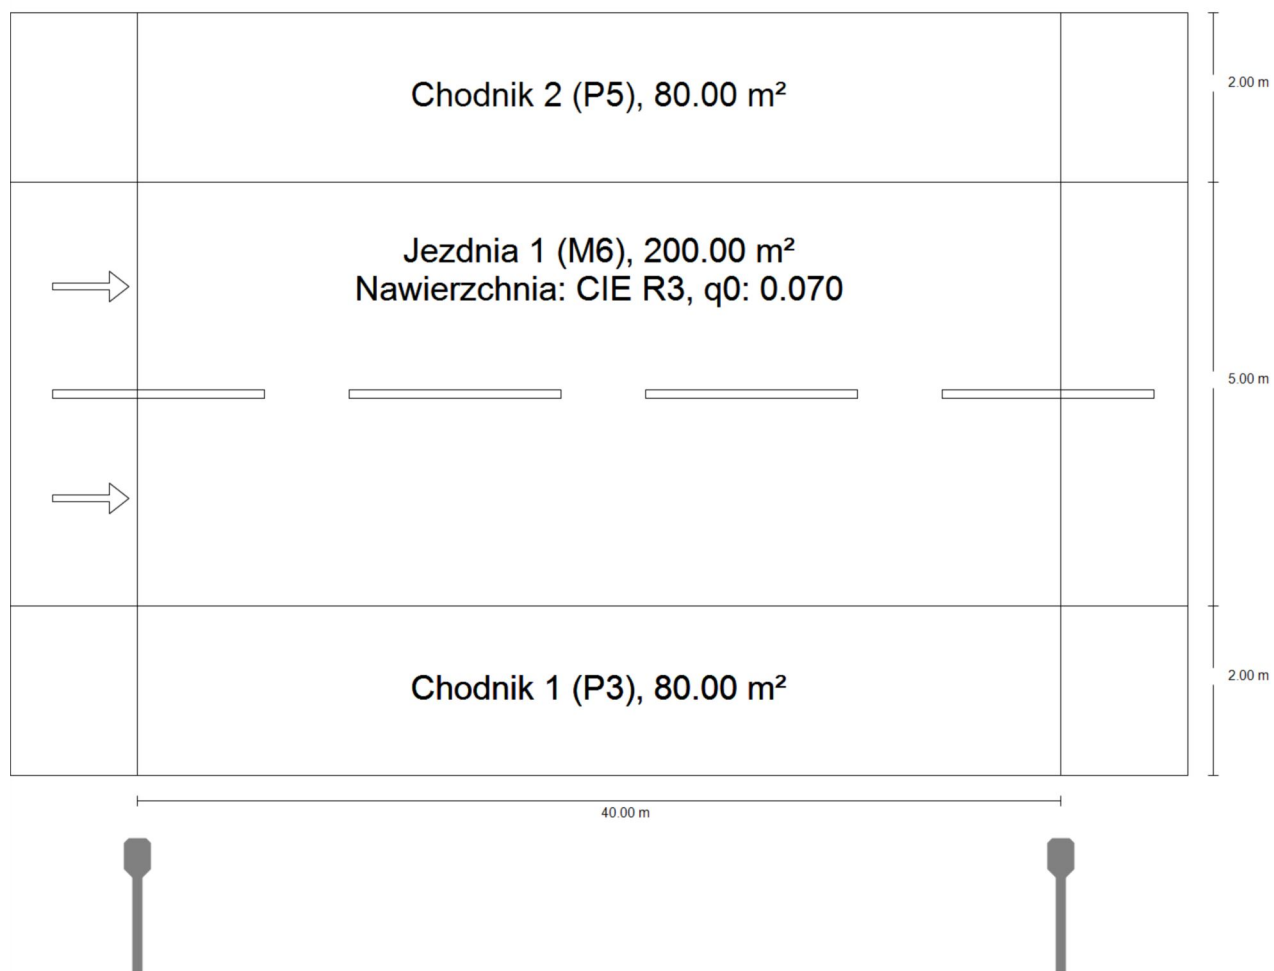 Chodnik 2 (P5), 80.00 m²
2.00 m
Jezdnia 1 (M6), 200.00 m²
Nawierzchnia: CIE R3, q0: 0.070
5.00 m
Chodnik 1 (P3), 80.00 m²
2.00 m
40.00 m